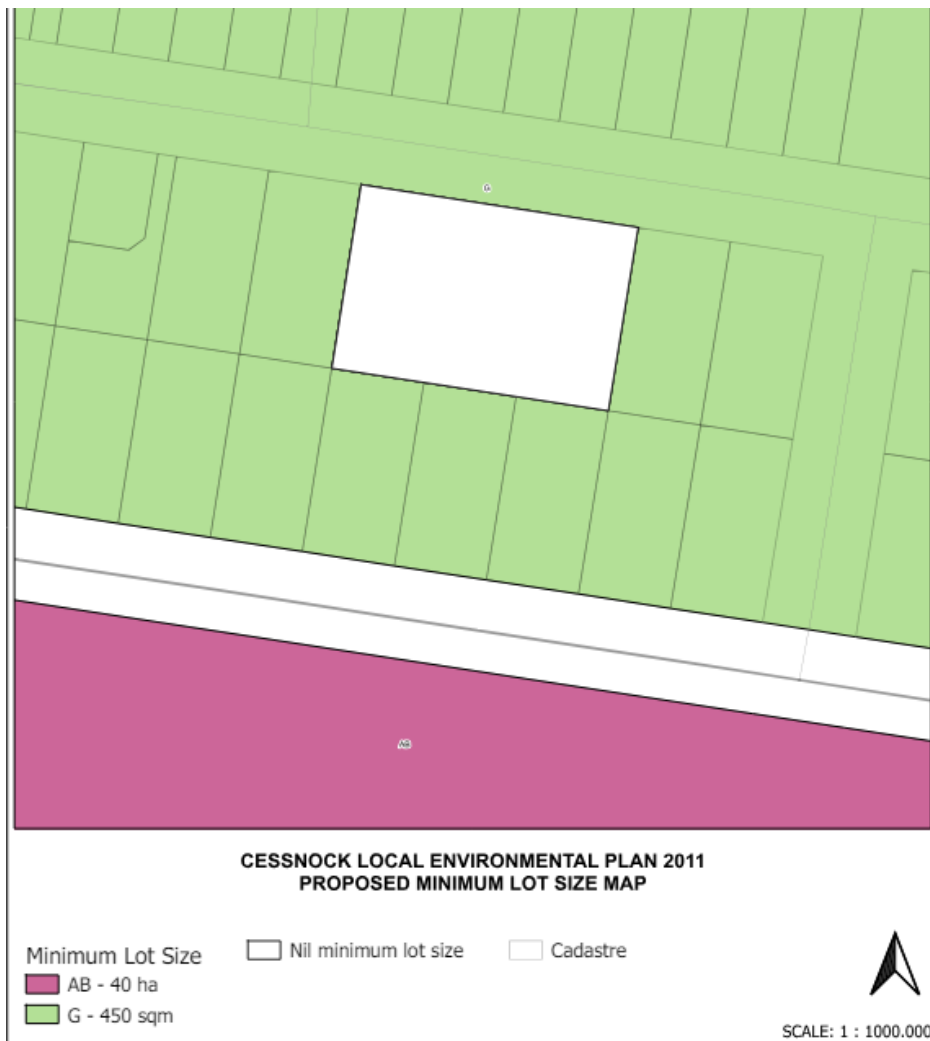 G
AB
CESSNOCK LOCAL ENVIRONMENTAL PLAN 2011
PROPOSED MINIMUM LOT SIZE MAP
Minimum Lot Size
Nil minimum lot size
Cadastre
AB - 40 ha
G - 450 sqm
SCALE: 1 : 1000.000